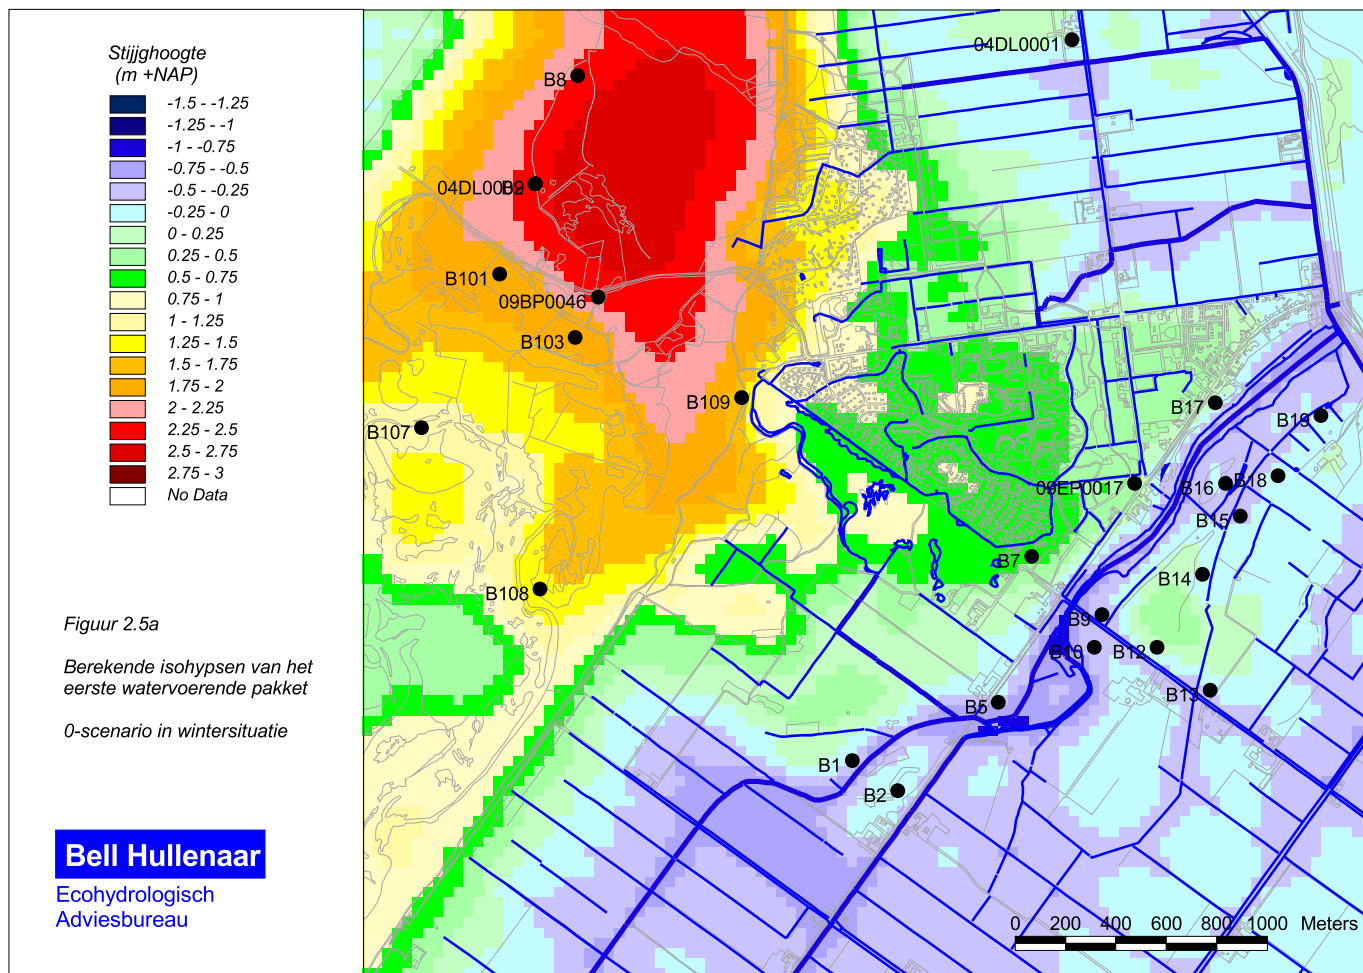 Stijghoogte
(m +NAP)
-1.5 - -1.25
-1.25 - -1
-1 - -0.75
-0.75 - -0.5
-0.5 - -0.25
-0.25 - 0
0 - 0.25
0.25 - 0.5
0.5 - 0.75
0.75 - 1
1 - 1.25
1.25 - 1.5
1.5 - 1.75
1.75 - 2
2 - 2.25
2.25 - 2.5
2.5 - 2.75
2.75 - 3
No Data
Figuur 2.5a
Berekende isohypsen van het
eerste watervoerende pakket
0-scenario in wintersituatie
Bell Hullenaar
Ecohydrologisch
Adviesbureau
04DL0001
B8
B101
09BP0046
B103
B109
B107
B108
B17
B19
09EP0017
B16
B18
B15
B7
B14
B9
B10
B12
B13
B5
B1
B2
0 200 400 600 800 1000 Meters